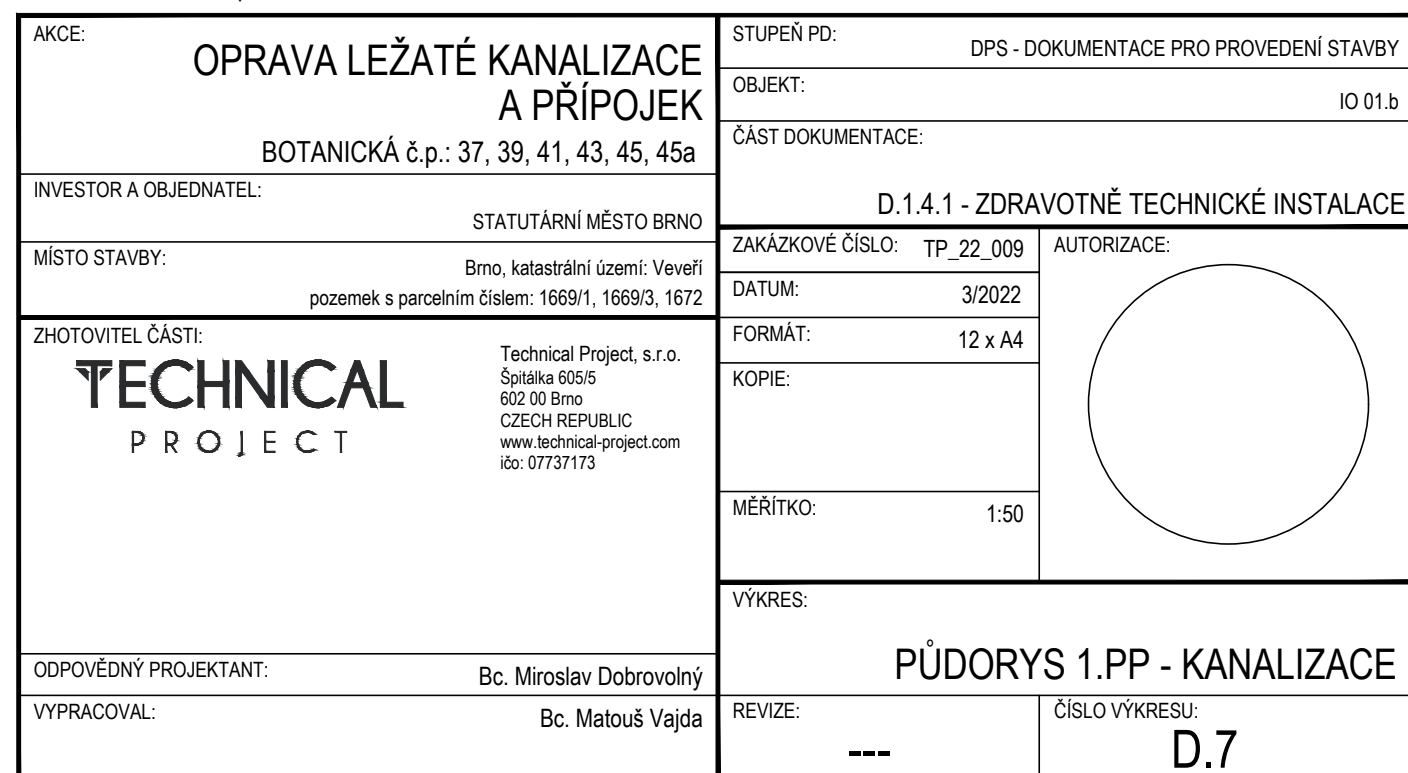 AKCE:
OPRAVA LEŽATÉ KANALIZACE
A PŘÍPOJEK
BOTANICKÁ č.p.: 37, 39, 41, 43, 45, 45a
INVESTOR A OBJEDNATEL:
STATUTÁRNÍ MĚSTO BRNO
MÍSTO STAVBY:
Brno, katastrální území: Veveří
pozemek s parcelním číslem: 1669/1, 1669/3, 1672
ZHOTOVITEL ČÁSTI:
TECHNICAL
PROJECT
Technical Project, s.r.o.
Špitálka 605/5
602 00 Brno
CZECH REPUBLIC
www.technical-project.com
ičo: 07737173
ODPOVĚDNÝ PROJEKTANT:
Bc. Miroslav Dobrovolný
VYPRACOVAL:
Bc. Matouš Vajda
STUPEŇ PD:
DPS - DOKUMENTACE PRO PROVEDENÍ STAVBY
OBJEKT:
IO 01.b
ČÁST DOKUMENTACE:
D.1.4.1 - ZDRAVOTNĚ TECHNICKÉ INSTALACE
ZAKÁZKOVÉ ČÍSLO: TP_22_009
DATUM: 3/2022
FORMÁT: 12 x A4
KOPIE:
MĚŘÍTKO: 1:50
AUTORIZACE:
VÝKRES:
PŮDORYS 1.PP - KANALIZACE
REVIZE:
---
ČÍSLO VÝKRESU:
D.7